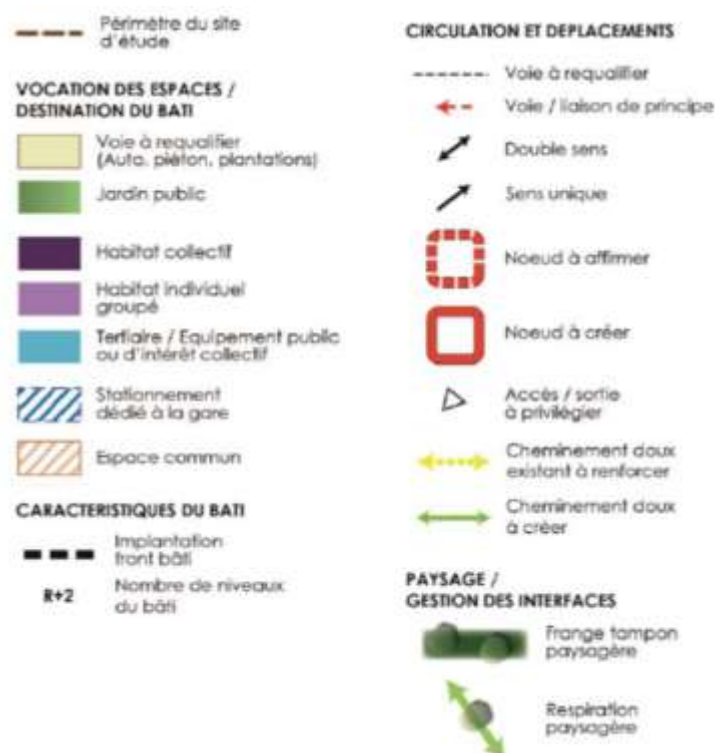 Périmètre du site
d'étude
VOCATION DES ESPACES /
DESTINATION DU BATI
Voie à requalifier
(Auto, piéton, plantations)
Jardin public
Habitat collectif
Habitat individuel
groupé
Tertiaire / Equipement public
ou d'intérêt collectif
Stationnement
dédié à la gare
Espace commun
CARACTERISTIQUES DU BATI
Implantation
front bâti
R+2
Nombre de niveaux
du bâti
CIRCULATION ET DEPLACEMENTS
Voie à requalifier
Voie / liaison de principe
Double sens
Sens unique
Noeud à affirmer
Noeud à créer
Accès / sortie
à privilégier
Cheminement doux
existant à renforcer
Cheminement doux
à créer
PAYSAGE /
GESTION DES INTERFACES
Frange tampon
paysagère
Respiration
paysagère